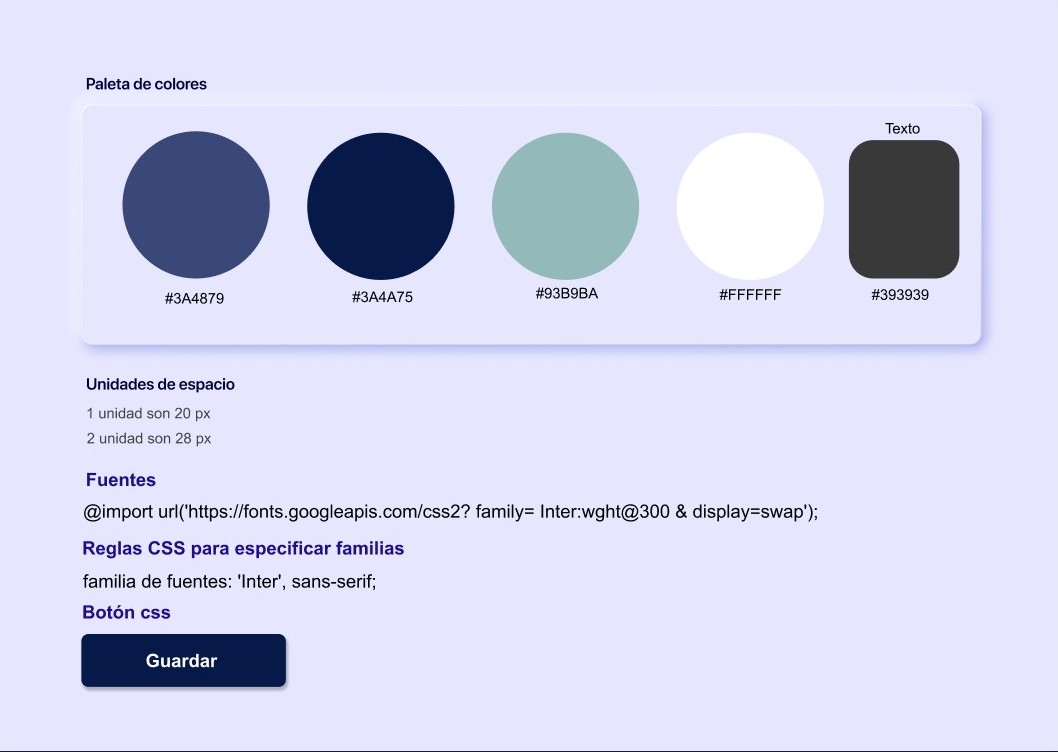 Paleta de colores
Texto
#3A4879
#3A4A75
#93B9BA
#FFFFFF
#393939
Unidades de espacio
1 unidad son 20 px
2 unidad son 28 px
Fuentes
@import url('https://fonts.googleapis.com/css2? family= Inter:wght@300 & display=swap');
Reglas CSS para especificar familias
familia de fuentes: 'Inter', sans-serif;
Botón css
Guardar